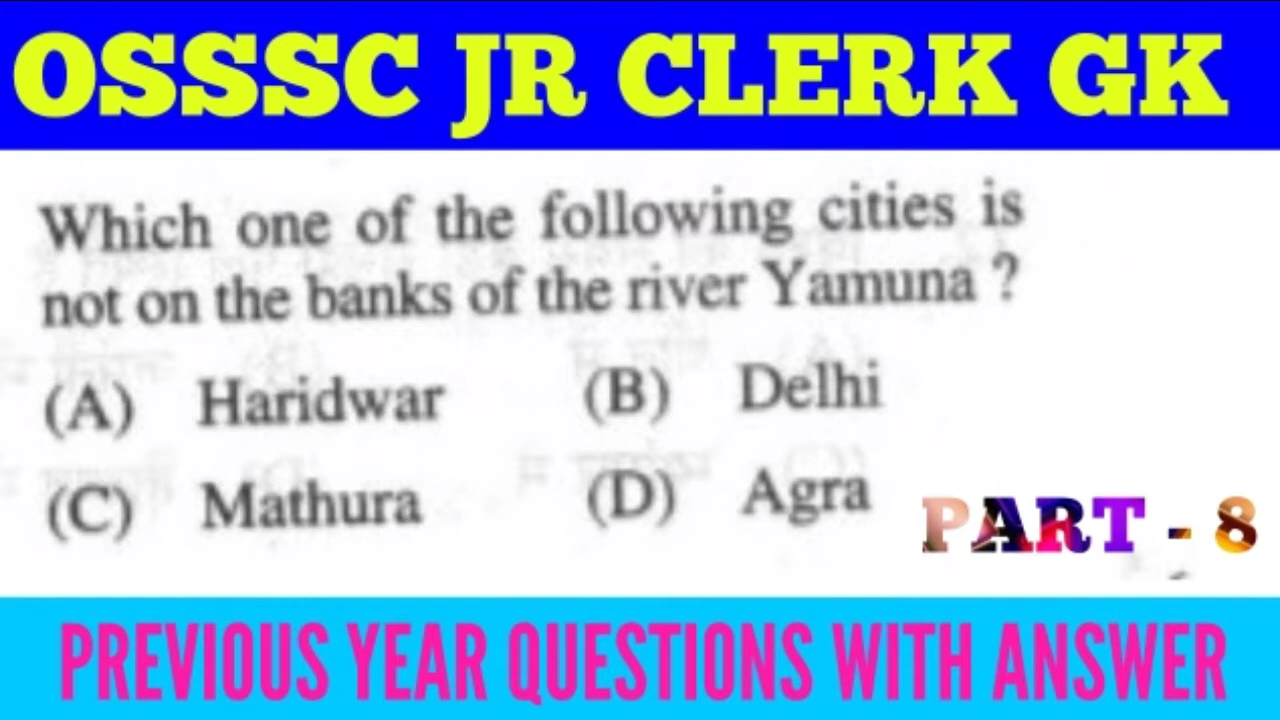 OSSSC JR CLERK GK
Which one of the following cities is
not on the banks of the river Yamuna ?
(A) Haridwar (B) Delhi
(C) Mathura (D) Agra
PART - 8
PREVIOUS YEAR QUESTIONS WITH ANSWER